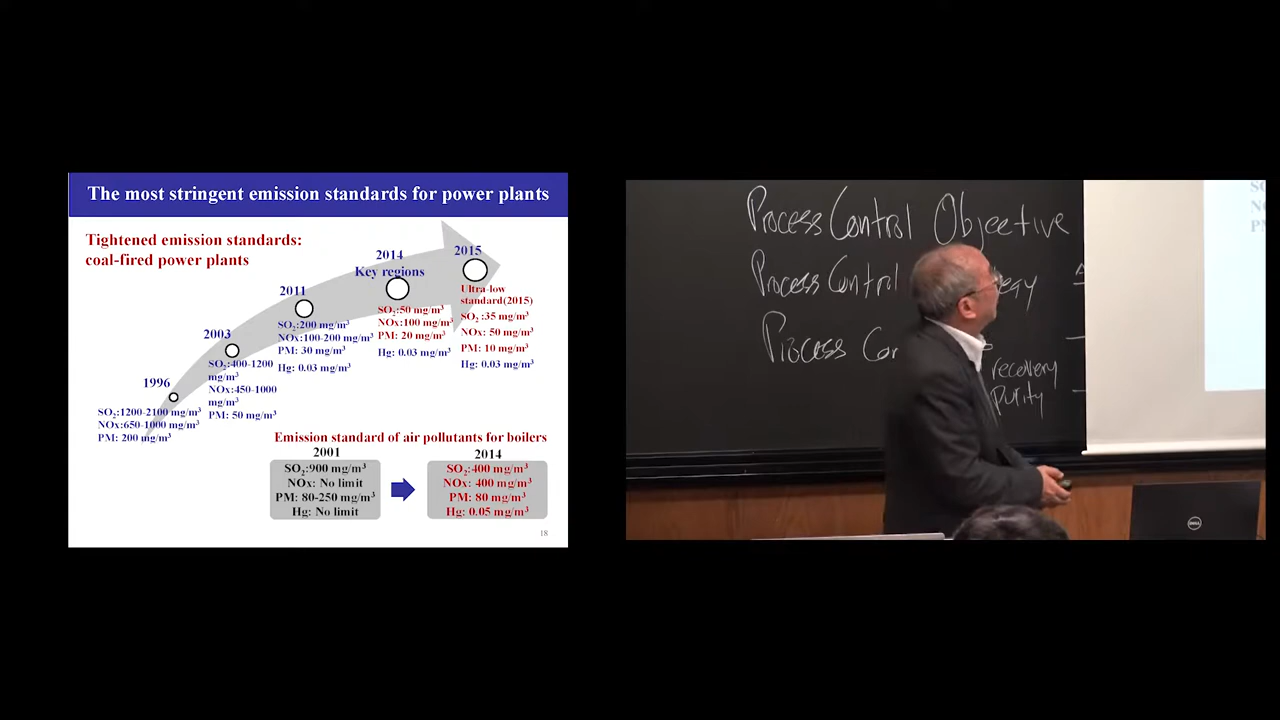 The most stringent emission standards for power plants
Tightened emission standards:
coal-fired power plants
1996
SO₂:1200-2100 mg/m³
NOx:650-1000 mg/m³
PM: 200 mg/m³
2003
SO₂:400-1200
mg/m³
NOx:450-1000
mg/m³
PM: 50 mg/m³
2011
SO₂:200 mg/m³
NOx:100-200 mg/m³
PM: 30 mg/m³
Hg: 0.03 mg/m³
2014
Key regions
SO₂:50 mg/m³
NOx:100 mg/m³
PM: 20 mg/m³
Hg: 0.03 mg/m³
2015
Ultra-low
standard(2015)
SO₂ :35 mg/m³
NOx: 50 mg/m³
PM: 10 mg/m³
Hg: 0.03 mg/m³
Emission standard of air pollutants for boilers
2001
SO₂:900 mg/m³
NOx: No limit
PM: 80-250 mg/m³
Hg: No limit
2014
SO₂:400 mg/m³
NOx: 400 mg/m³
PM: 80 mg/m³
Hg: 0.05 mg/m³
18
Process Control Objective
Process Control
Process
recovery
Purity
DELL